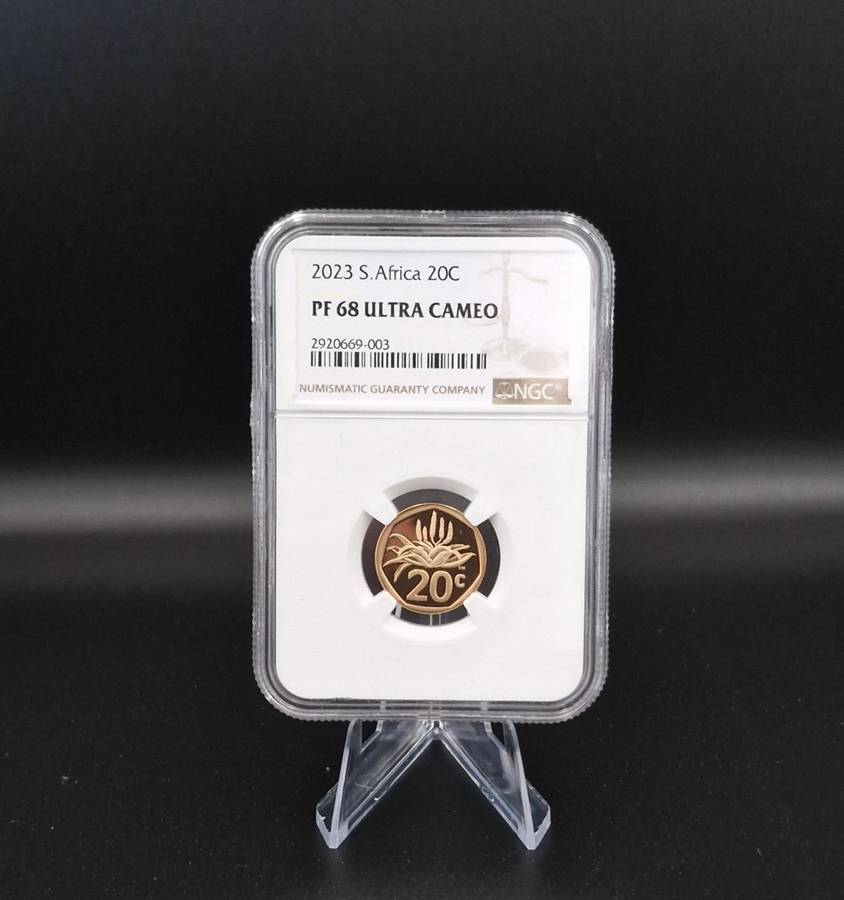 2023 S.Africa 20C
PF 68 ULTRA CAMEO
2920669-003
NUMISMATIC GUARANTY COMPANY NGC®
20c